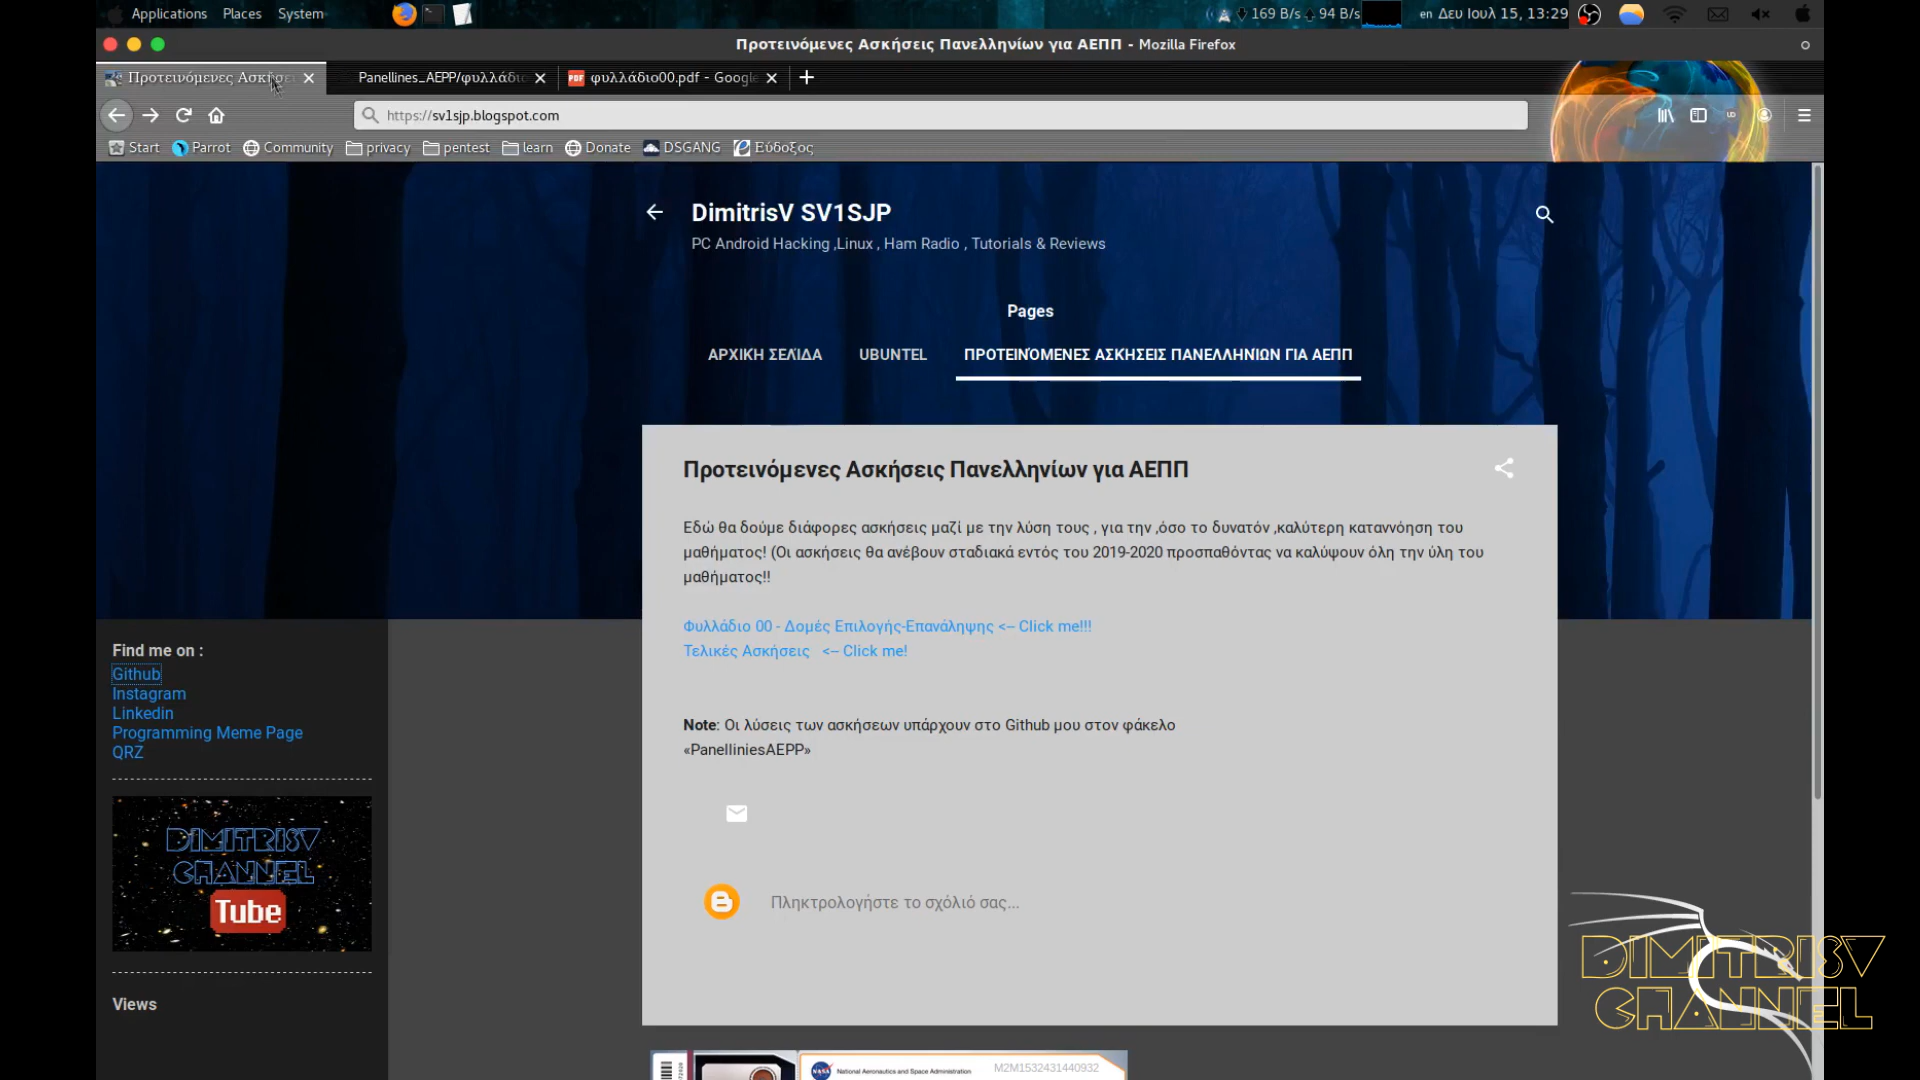 Applications Places System
169 B/s 94 B/s en Δευ Ιουλ 15, 13:29
Προτεινόμενες Ασκήσεις Πανελληνίων για ΑΕΠΠ - Mozilla Firefox
Προτεινόμενες Ασκήσε Panellines_AEPP/φυλλάδιο PDF φυλλάδιο00.pdf - Google
https://sv1sjp.blogspot.com
Start Parrot Community privacy pentest learn Donate DSGANG Εύδοξος
DimitrisV SV1SJP
PC Android Hacking ,Linux , Ham Radio , Tutorials & Reviews
Pages
ΑΡΧΙΚΗ ΣΕΛΊΔΑ UBUNTEL ΠΡΟΤΕΙΝΌΜΕΝΕΣ ΑΣΚΗΣΕΙΣ ΠΑΝΕΛΛΗΝΊΩΝ ΓΙΑ ΑΕΠΠ
Προτεινόμενες Ασκήσεις Πανελληνίων για ΑΕΠΠ
Εδώ θα δούμε διάφορες ασκήσεις μαζί με την λύση τους , για την ,όσο το δυνατόν ,καλύτερη καταννόηση του
μαθήματος! (Οι ασκήσεις θα ανέβουν σταδιακά εντός του 2019-2020 προσπαθόντας να καλύψουν όλη την ύλη του
μαθήματος!!
Φυλλάδιο 00 - Δομές Επιλογής-Επανάληψης <-- Click me!!!
Τελικές Ασκήσεις <-- Click me!
Note: Οι λύσεις των ασκήσεων υπάρχουν στο Github μου στον φάκελο
«PanelliniesAEPP»
Πληκτρολογήστε το σχόλιό σας...
Find me on :
Github
Instagram
Linkedin
Programming Meme Page
QRZ
DIMITRISV
CHANNEL
Tube
Views
National Aeronautics and Space Administration M2M1532431440932
DIMITRISV
CHANNEL